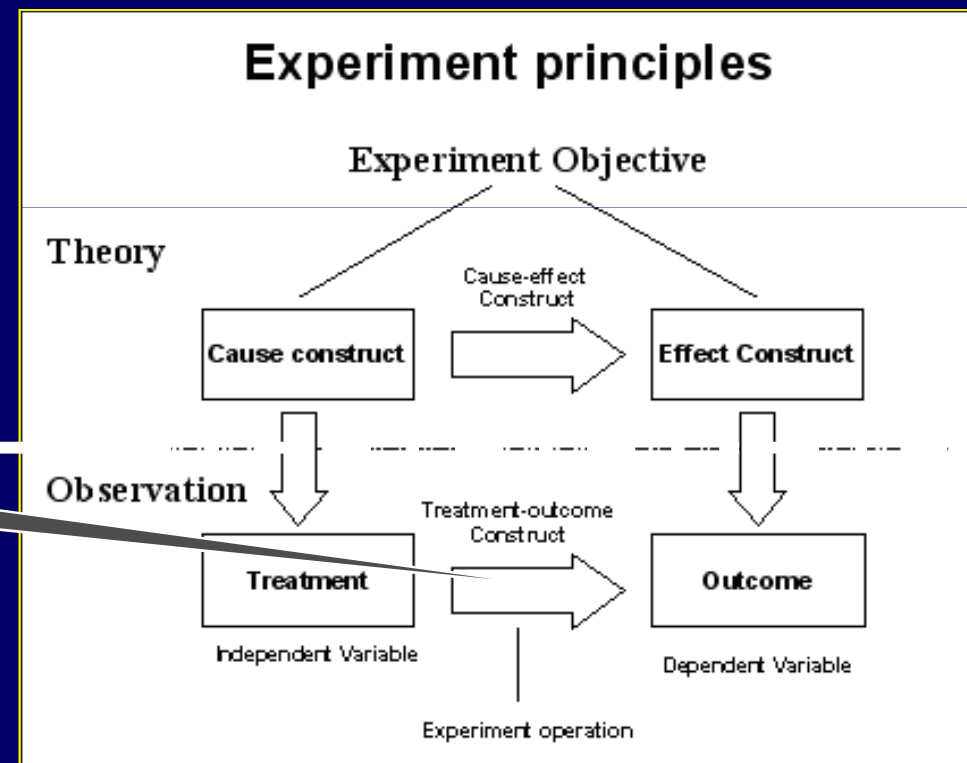 Experiment principles
Experiment Objective
Theory
Cause-effect
Construct
Cause construct
Effect Construct
Observation
Treatment-outcome
Construct
Treatment
Outcome
Independent Variable
Dependent Variable
Experiment operation